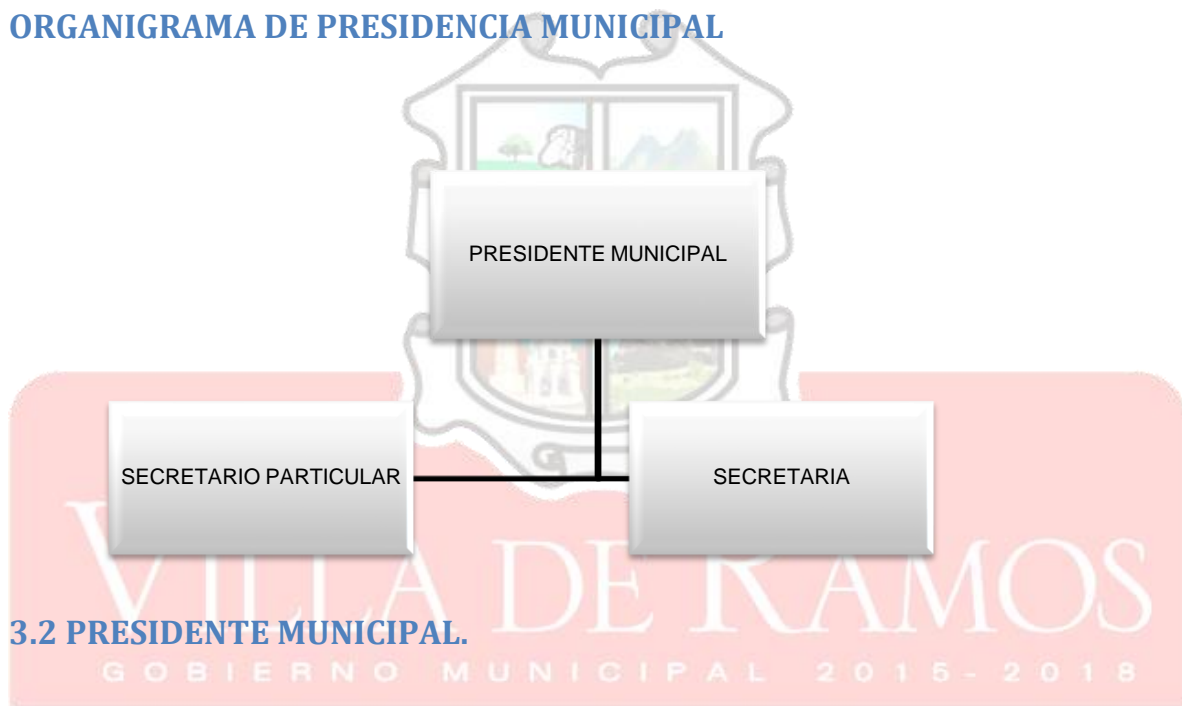 ORGANIGRAMA DE PRESIDENCIA MUNICIPAL
PRESIDENTE MUNICIPAL
SECRETARIO PARTICULAR
SECRETARIA
VILLA DE RAMOS
3.2 PRESIDENTE MUNICIPAL.
GOBIERNO MUNICIPAL 2015-2018